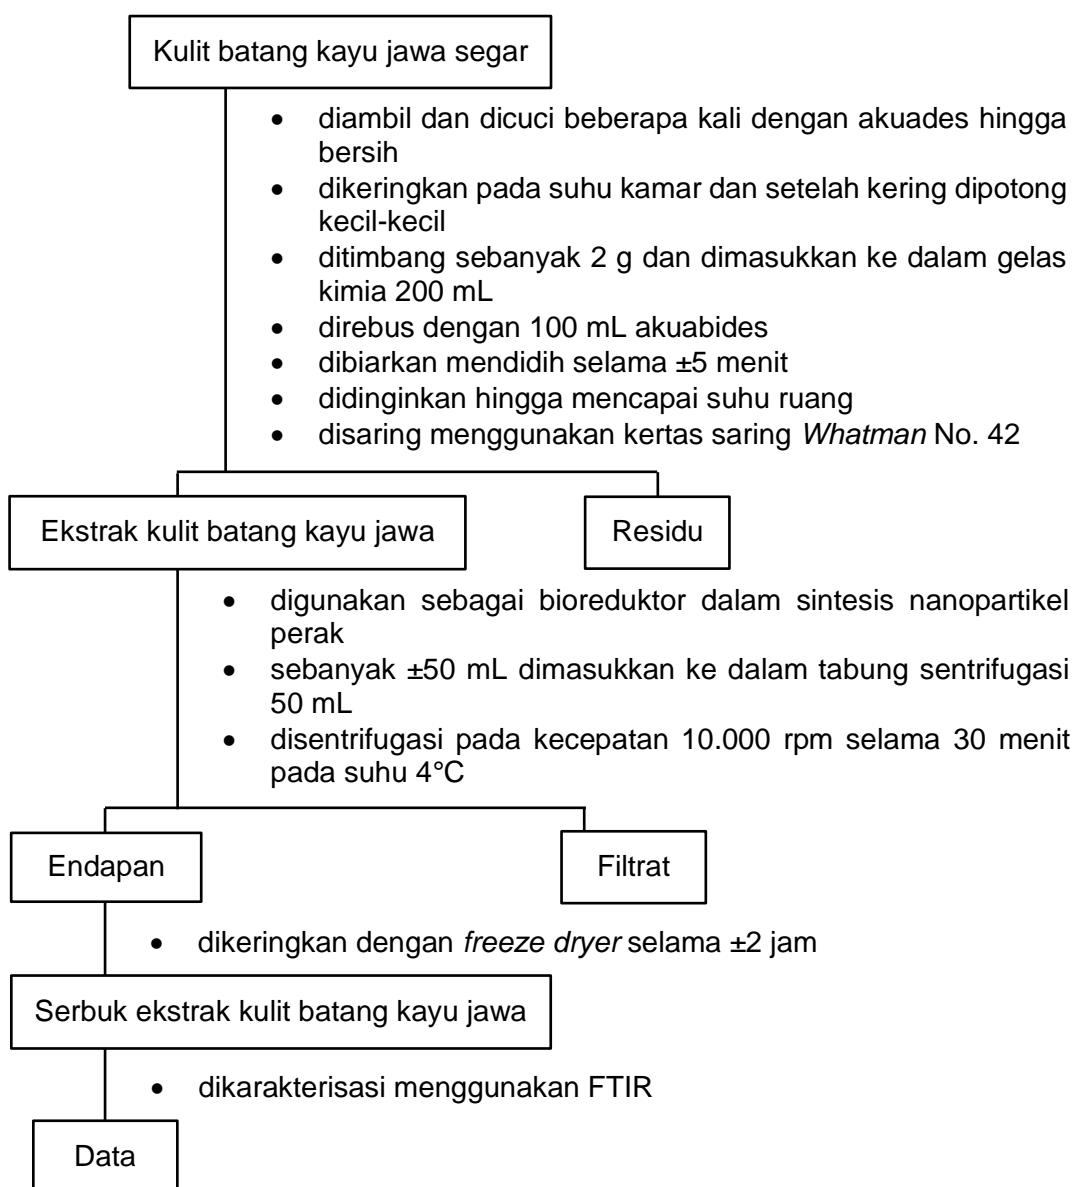 Kulit batang kayu jawa segar
• diambil dan dicuci beberapa kali dengan akuades hingga
bersih
• dikeringkan pada suhu kamar dan setelah kering dipotong
kecil-kecil
• ditimbang sebanyak 2 g dan dimasukkan ke dalam gelas
kimia 200 mL
• direbus dengan 100 mL akuabides
• dibiarkan mendidih selama ±5 menit
• didinginkan hingga mencapai suhu ruang
• disaring menggunakan kertas saring Whatman No. 42
Ekstrak kulit batang kayu jawa
Residu
• digunakan sebagai bioreduktor dalam sintesis nanopartikel
perak
• sebanyak ±50 mL dimasukkan ke dalam tabung sentrifugasi
50 mL
• disentrifugasi pada kecepatan 10.000 rpm selama 30 menit
pada suhu 4°C
Endapan
Filtrat
• dikeringkan dengan freeze dryer selama ±2 jam
Serbuk ekstrak kulit batang kayu jawa
• dikarakterisasi menggunakan FTIR
Data